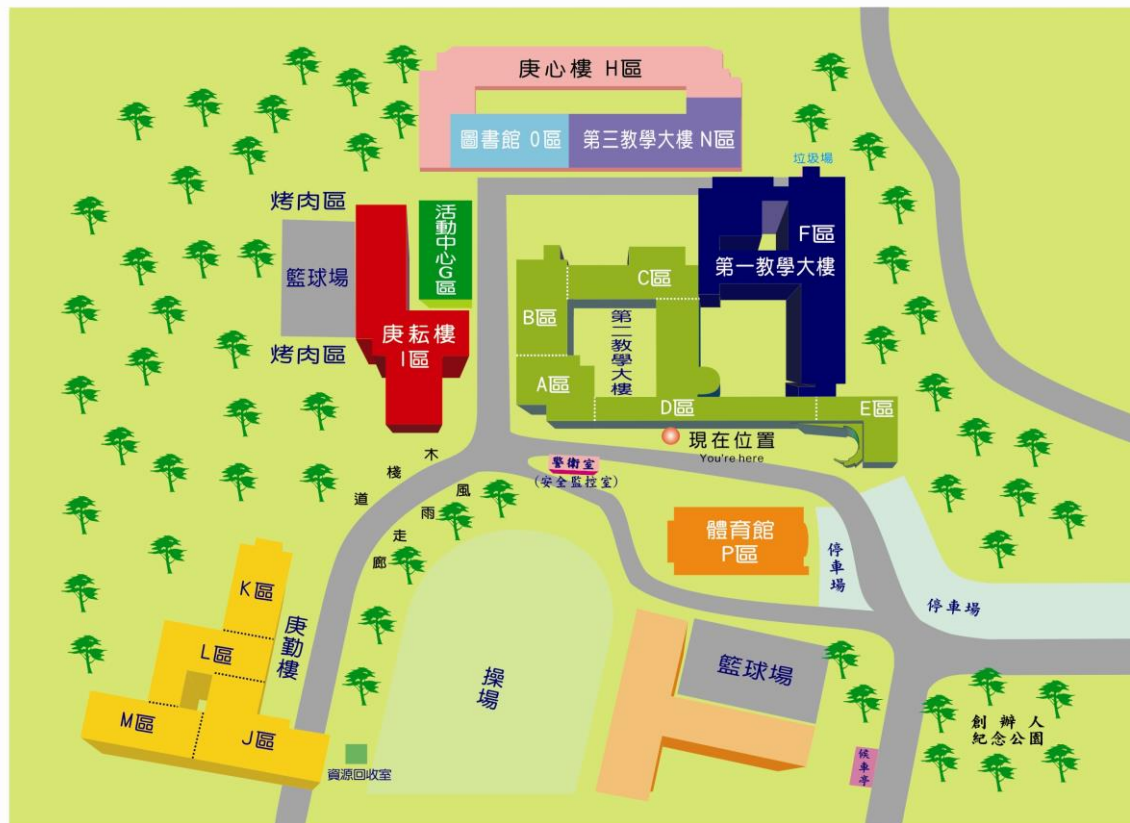 庚心樓 H區
圖書館 O區
第三教學大樓 N區
垃圾場
烤肉區
活動中心G區
籃球場
F區
第一教學大樓
C區
B區
第二教學大樓
庚耘樓
I區
烤肉區
A區
D區
E區
現在位置
You're here
木棧道
警衛室
(安全監控室)
風雨走廊
體育館
P區
停車場
停車場
K區
庚勤樓
L區
操場
籃球場
M區
J區
創辦人
紀念公園
候車亭
資源回收室